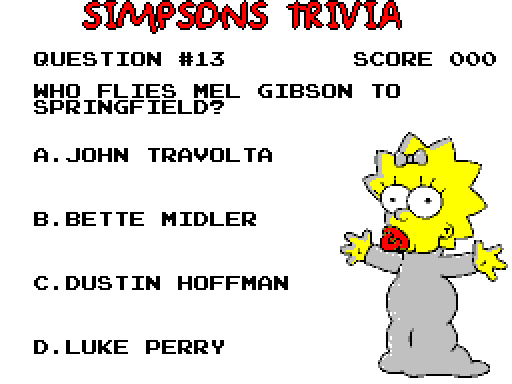 SIMPSONS TRIVIA
QUESTION #13 SCORE 000
WHO FLIES MEL GIBSON TO
SPRINGFIELD?
A.JOHN TRAVOLTA
B.BETTE MIDLER
C.DUSTIN HOFFMAN
D.LUKE PERRY